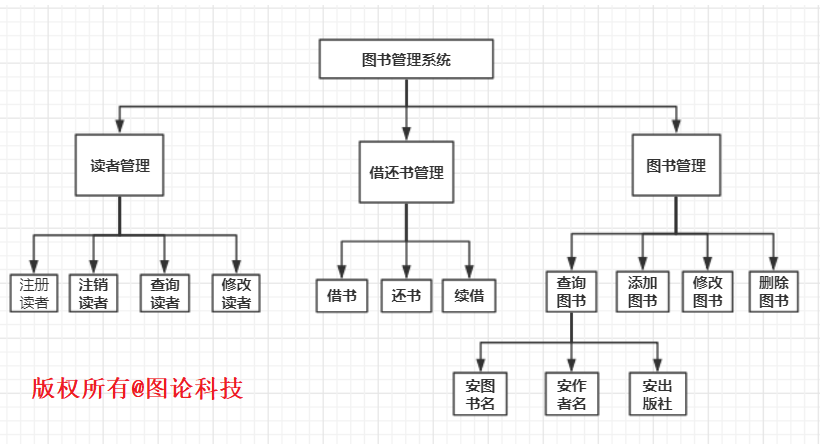 图书管理系统
读者管理
借还书管理
图书管理
注册
读者
注销
读者
查询
读者
修改
读者
借书
还书
续借
查询
图书
添加
图书
修改
图书
删除
图书
安图
书名
安作
者名
安出
版社
版权所有@图论科技